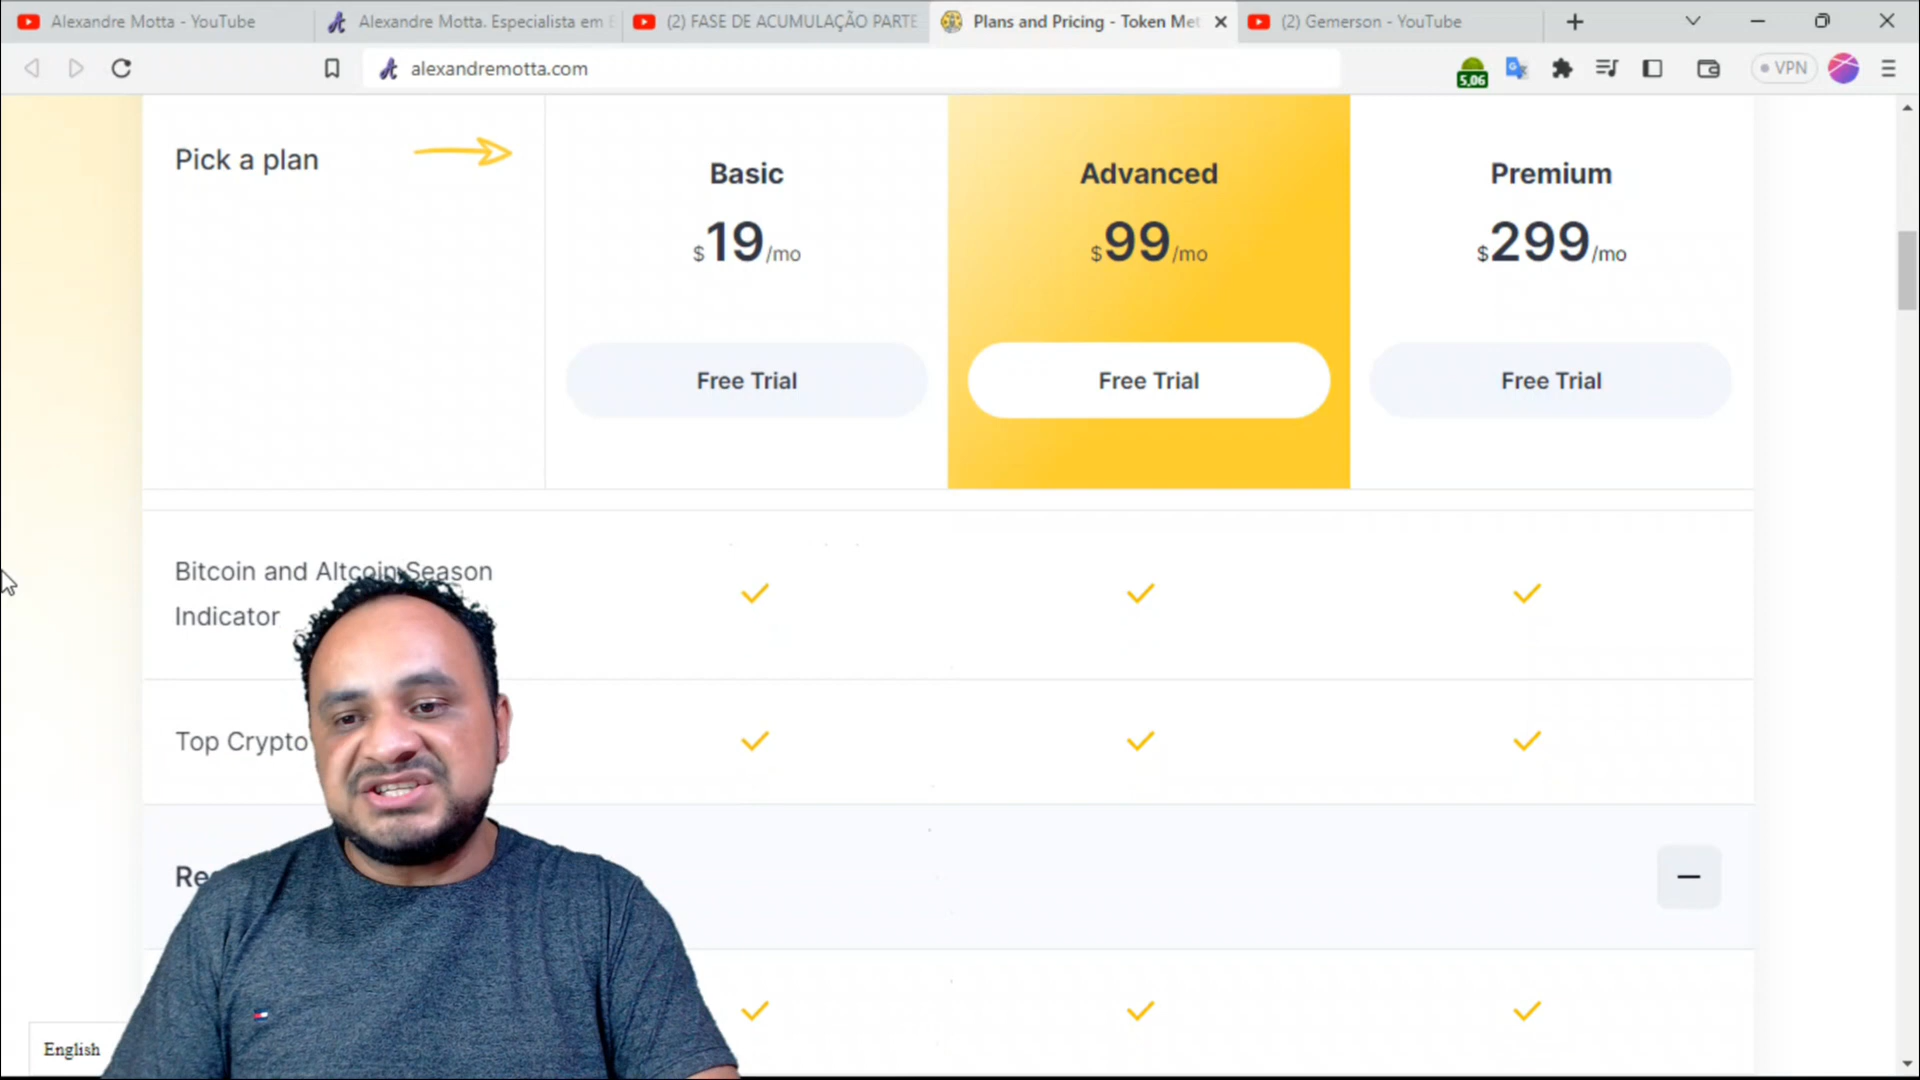 Alexandre Motta - YouTube
Alexandre Motta. Especialista em
(2) FASE DE ACUMULAÇÃO PARTE
Plans and Pricing - Token Met
(2) Gemerson - YouTube
alexandremotta.com
5,06
VPN
Pick a plan
Basic
$19/mo
Free Trial
Advanced
$99/mo
Free Trial
Premium
$299/mo
Free Trial
Bitcoin and Altcoin Season
Indicator
Top Crypto
English